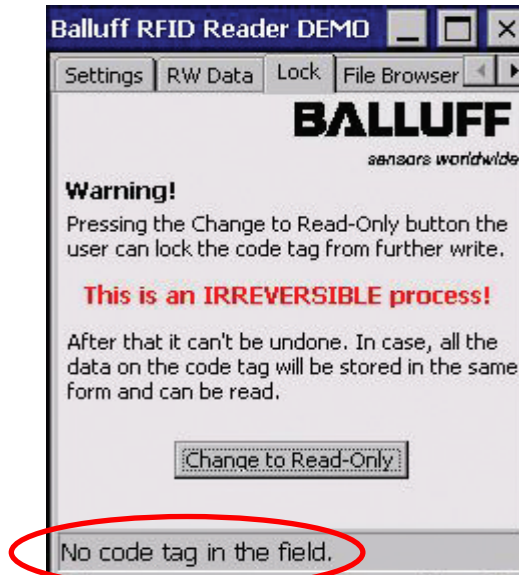 Balluff RFID Reader DEMO
Settings RW Data Lock File Browser
BALLUFF
sensors worldwide
Warning!
Pressing the Change to Read-Only button the
user can lock the code tag from further write.
This is an IRREVERSIBLE process!
After that it can't be undone. In case, all the
data on the code tag will be stored in the same
form and can be read.
Change to Read-Only
No code tag in the field.